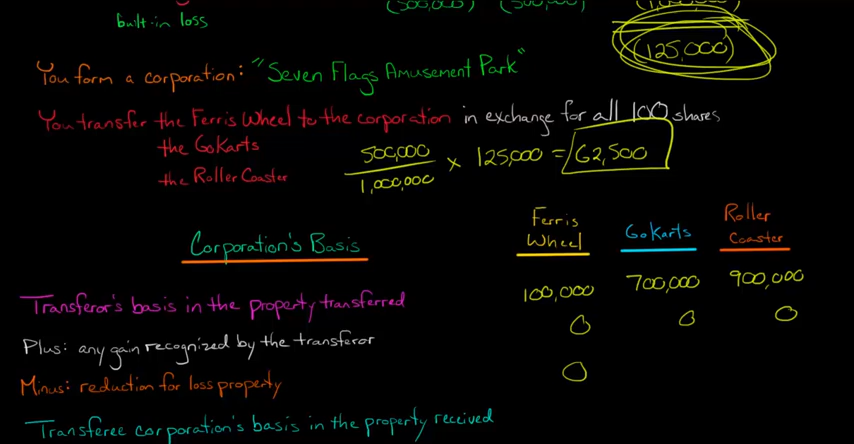 (500,000) (500,000)
built-in loss
(125,000)
You form a corporation: "Seven Flags Amusement Park"
You transfer the Ferris Wheel to the corporation in exchange for all 100 shares
the GoKarts
the Roller Coaster
500,000
1,000,000
x 125,000 = 62,500
Ferris Wheel
GoKarts
Roller Coaster
Corporation's Basis
Transferor's basis in the property transferred 100,000 700,000 900,000
Plus: any gain recognized by the transferor 0 0 0
Minus: reduction for loss property 0
Transferee corporation's basis in the property received